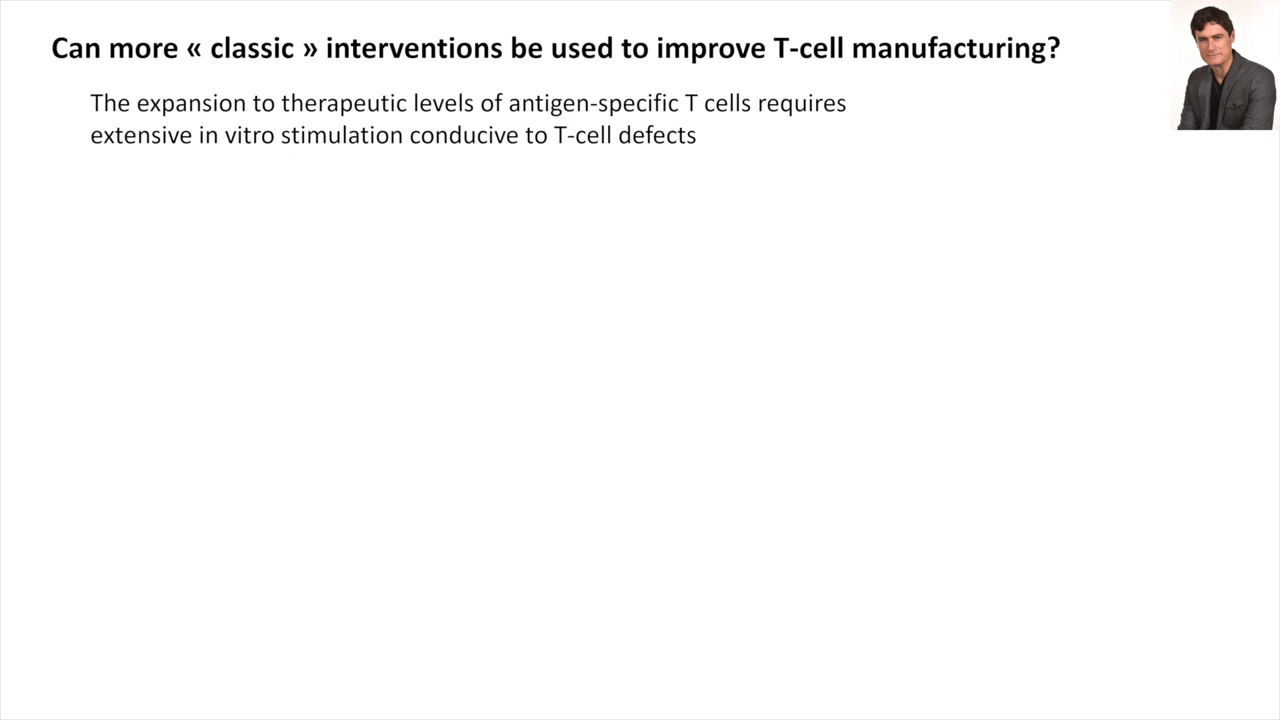 Can more « classic » interventions be used to improve T-cell manufacturing?
The expansion to therapeutic levels of antigen-specific T cells requires
extensive in vitro stimulation conducive to T-cell defects